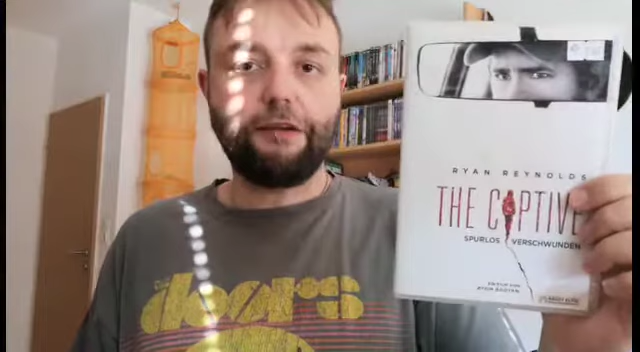 RYAN REYNOLDS
THE CAPTIVE
SPURLOS VERSCHWUNDEN
the
doors